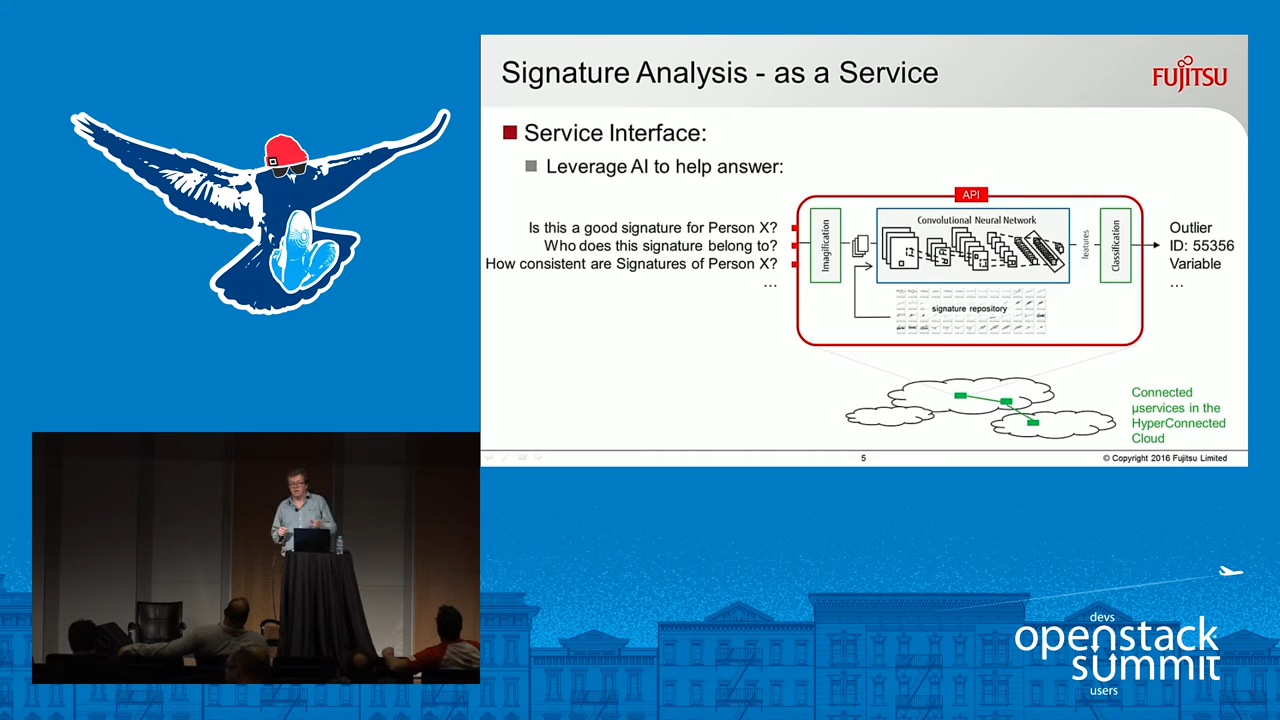 Signature Analysis - as a Service
FUJITSU
Service Interface:
Leverage AI to help answer:
API
Is this a good signature for Person X?
Who does this signature belong to?
How consistent are Signatures of Person X?
...
Imagification
Convolutional Neural Network
features
Classification
signature repository
Outlier
ID: 55356
Variable
...
Connected
µservices in the
HyperConnected
Cloud
5
© Copyright 2016 Fujitsu Limited
devs
openstack
summit
users